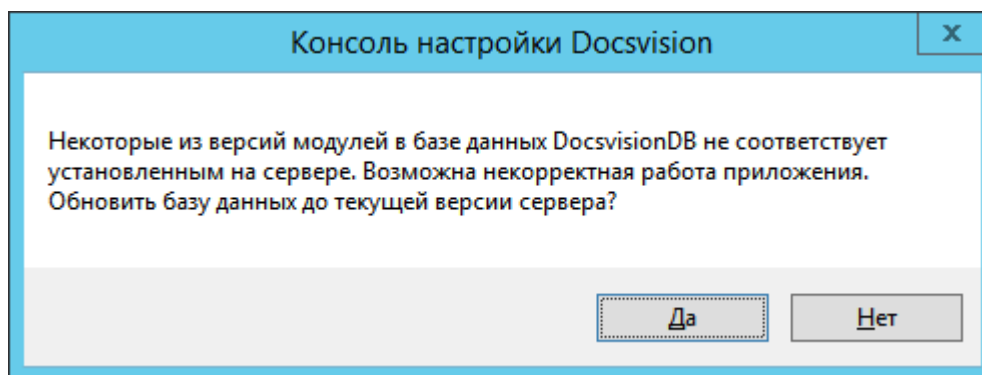 Консоль настройки Docsvision
x
Некоторые из версий модулей в базе данных DocsvisionDB не соответствует
установленным на сервере. Возможна некорректная работа приложения.
Обновить базу данных до текущей версии сервера?
Да
Нет